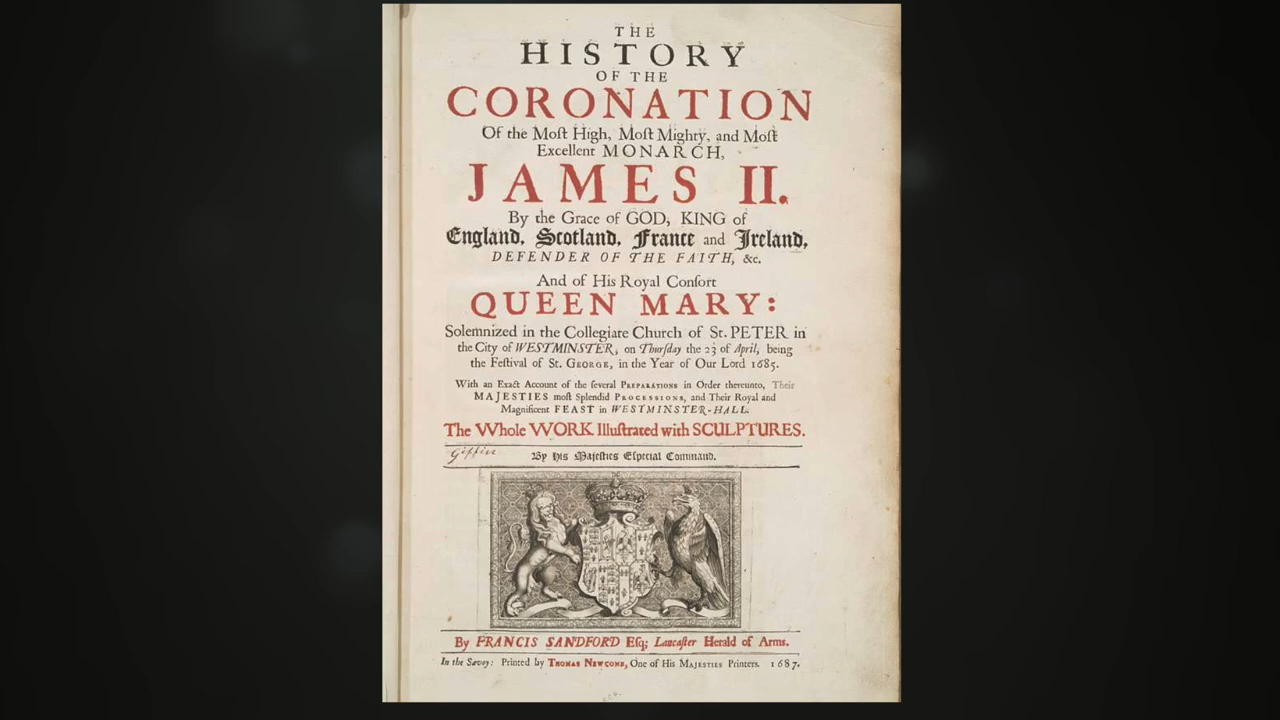 THE
HISTORY
OF THE
CORONATION
Of the Moſt High, Moſt Mighty, and Moſt
Excellent MONARCH,
JAMES II.
By the Grace of GOD, KING of
England, Scotland, France and Ireland,
DEFENDER OF THE FAITH, &c.
And of His Royal Conſort
QUEEN MARY:
Solemnized in the Collegiate Church of St. PETER in
the City of WESTMINSTER, on Thurſday the 23 of April, being
the Feſtival of St. GEORGE, in the Year of Our Lord 1685.
With an Exact Account of the ſeveral PREPARATIONS in Order thereunto, Their
MAJESTIES moſt Splendid PROCESSIONS, and Their Royal and
Magnificent FEAST in WESTMINSTER-HALL.
The Whole WORK Illuſtrated with SCULPTURES.
Giffin
By His Majeſties Eſpecial Command.
By FRANCIS SANDFORD Eſq; Lancaſter Herald of Arms.
In the Savoy: Printed by THOMAS NEWCOMB, One of His MAJESTIES Printers. 1687.